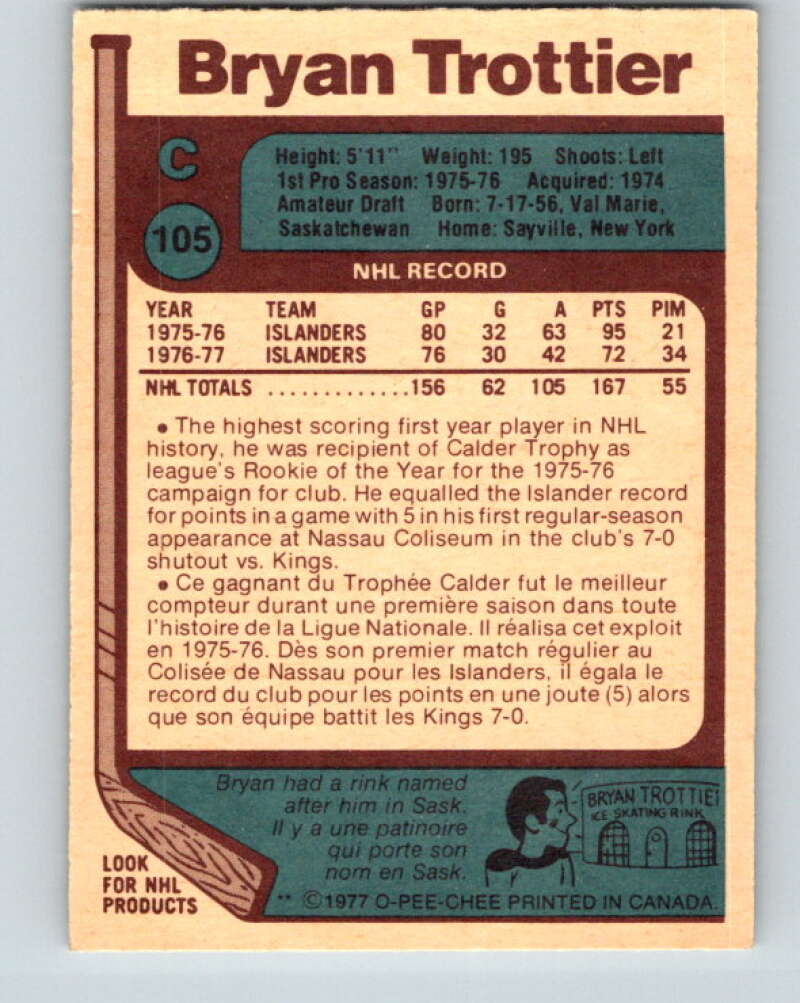 Bryan Trottier
C
Height: 5'11" Weight: 195 Shoots: Left
1st Pro Season: 1975-76 Acquired: 1974
Amateur Draft Born: 7-17-56, Val Marie,
Saskatchewan Home: Sayville, New York
105
NHL RECORD
YEAR TEAM GP G A PTS PIM
1975-76 ISLANDERS 80 32 63 95 21
1976-77 ISLANDERS 76 30 42 72 34
NHL TOTALS ..............156 62 105 167 55
• The highest scoring first year player in NHL
history, he was recipient of Calder Trophy as
league's Rookie of the Year for the 1975-76
campaign for club. He equalled the Islander record
for points in a game with 5 in his first regular-season
appearance at Nassau Coliseum in the club's 7-0
shutout vs. Kings.
• Ce gagnant du Trophée Calder fut le meilleur
compteur durant une première saison dans toute
l'histoire de la Ligue Nationale. Il réalisa cet exploit
en 1975-76. Dès son premier match régulier au
Colisée de Nassau pour les Islanders, il égala le
record du club pour les points en une joute (5) alors
que son équipe battit les Kings 7-0.
Bryan had a rink named
after him in Sask.
Il y a une patinoire
qui porte son
nom en Sask.
BRYAN TROTTIER
ICE SKATING RINK
LOOK
FOR NHL
PRODUCTS
** ©1977 O-PEE-CHEE PRINTED IN CANADA.